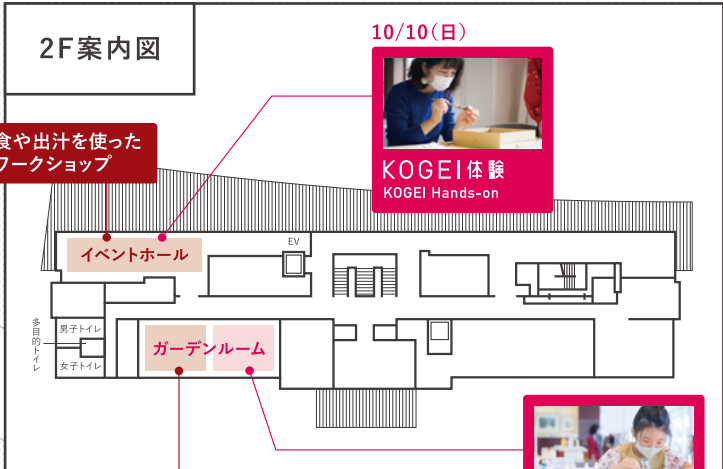 2F案内図
10/10(日)
KOGEI体験
KOGEI Hands-on
食や出汁を使った
ワークショップ
イベントホール
EV
男子トイレ
多目的トイレ
女子トイレ
ガーデンルーム